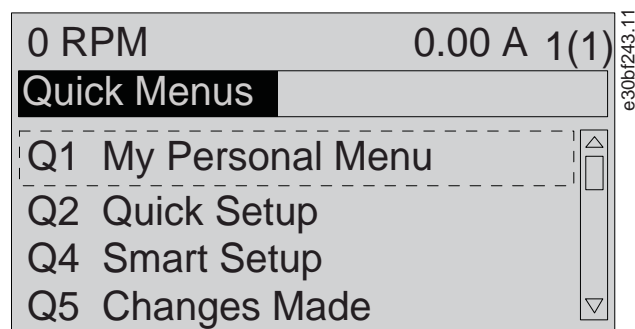 0 RPM 0.00 A 1(1)
Quick Menus
Q1 My Personal Menu
Q2 Quick Setup
Q4 Smart Setup
Q5 Changes Made
e30bf243.11